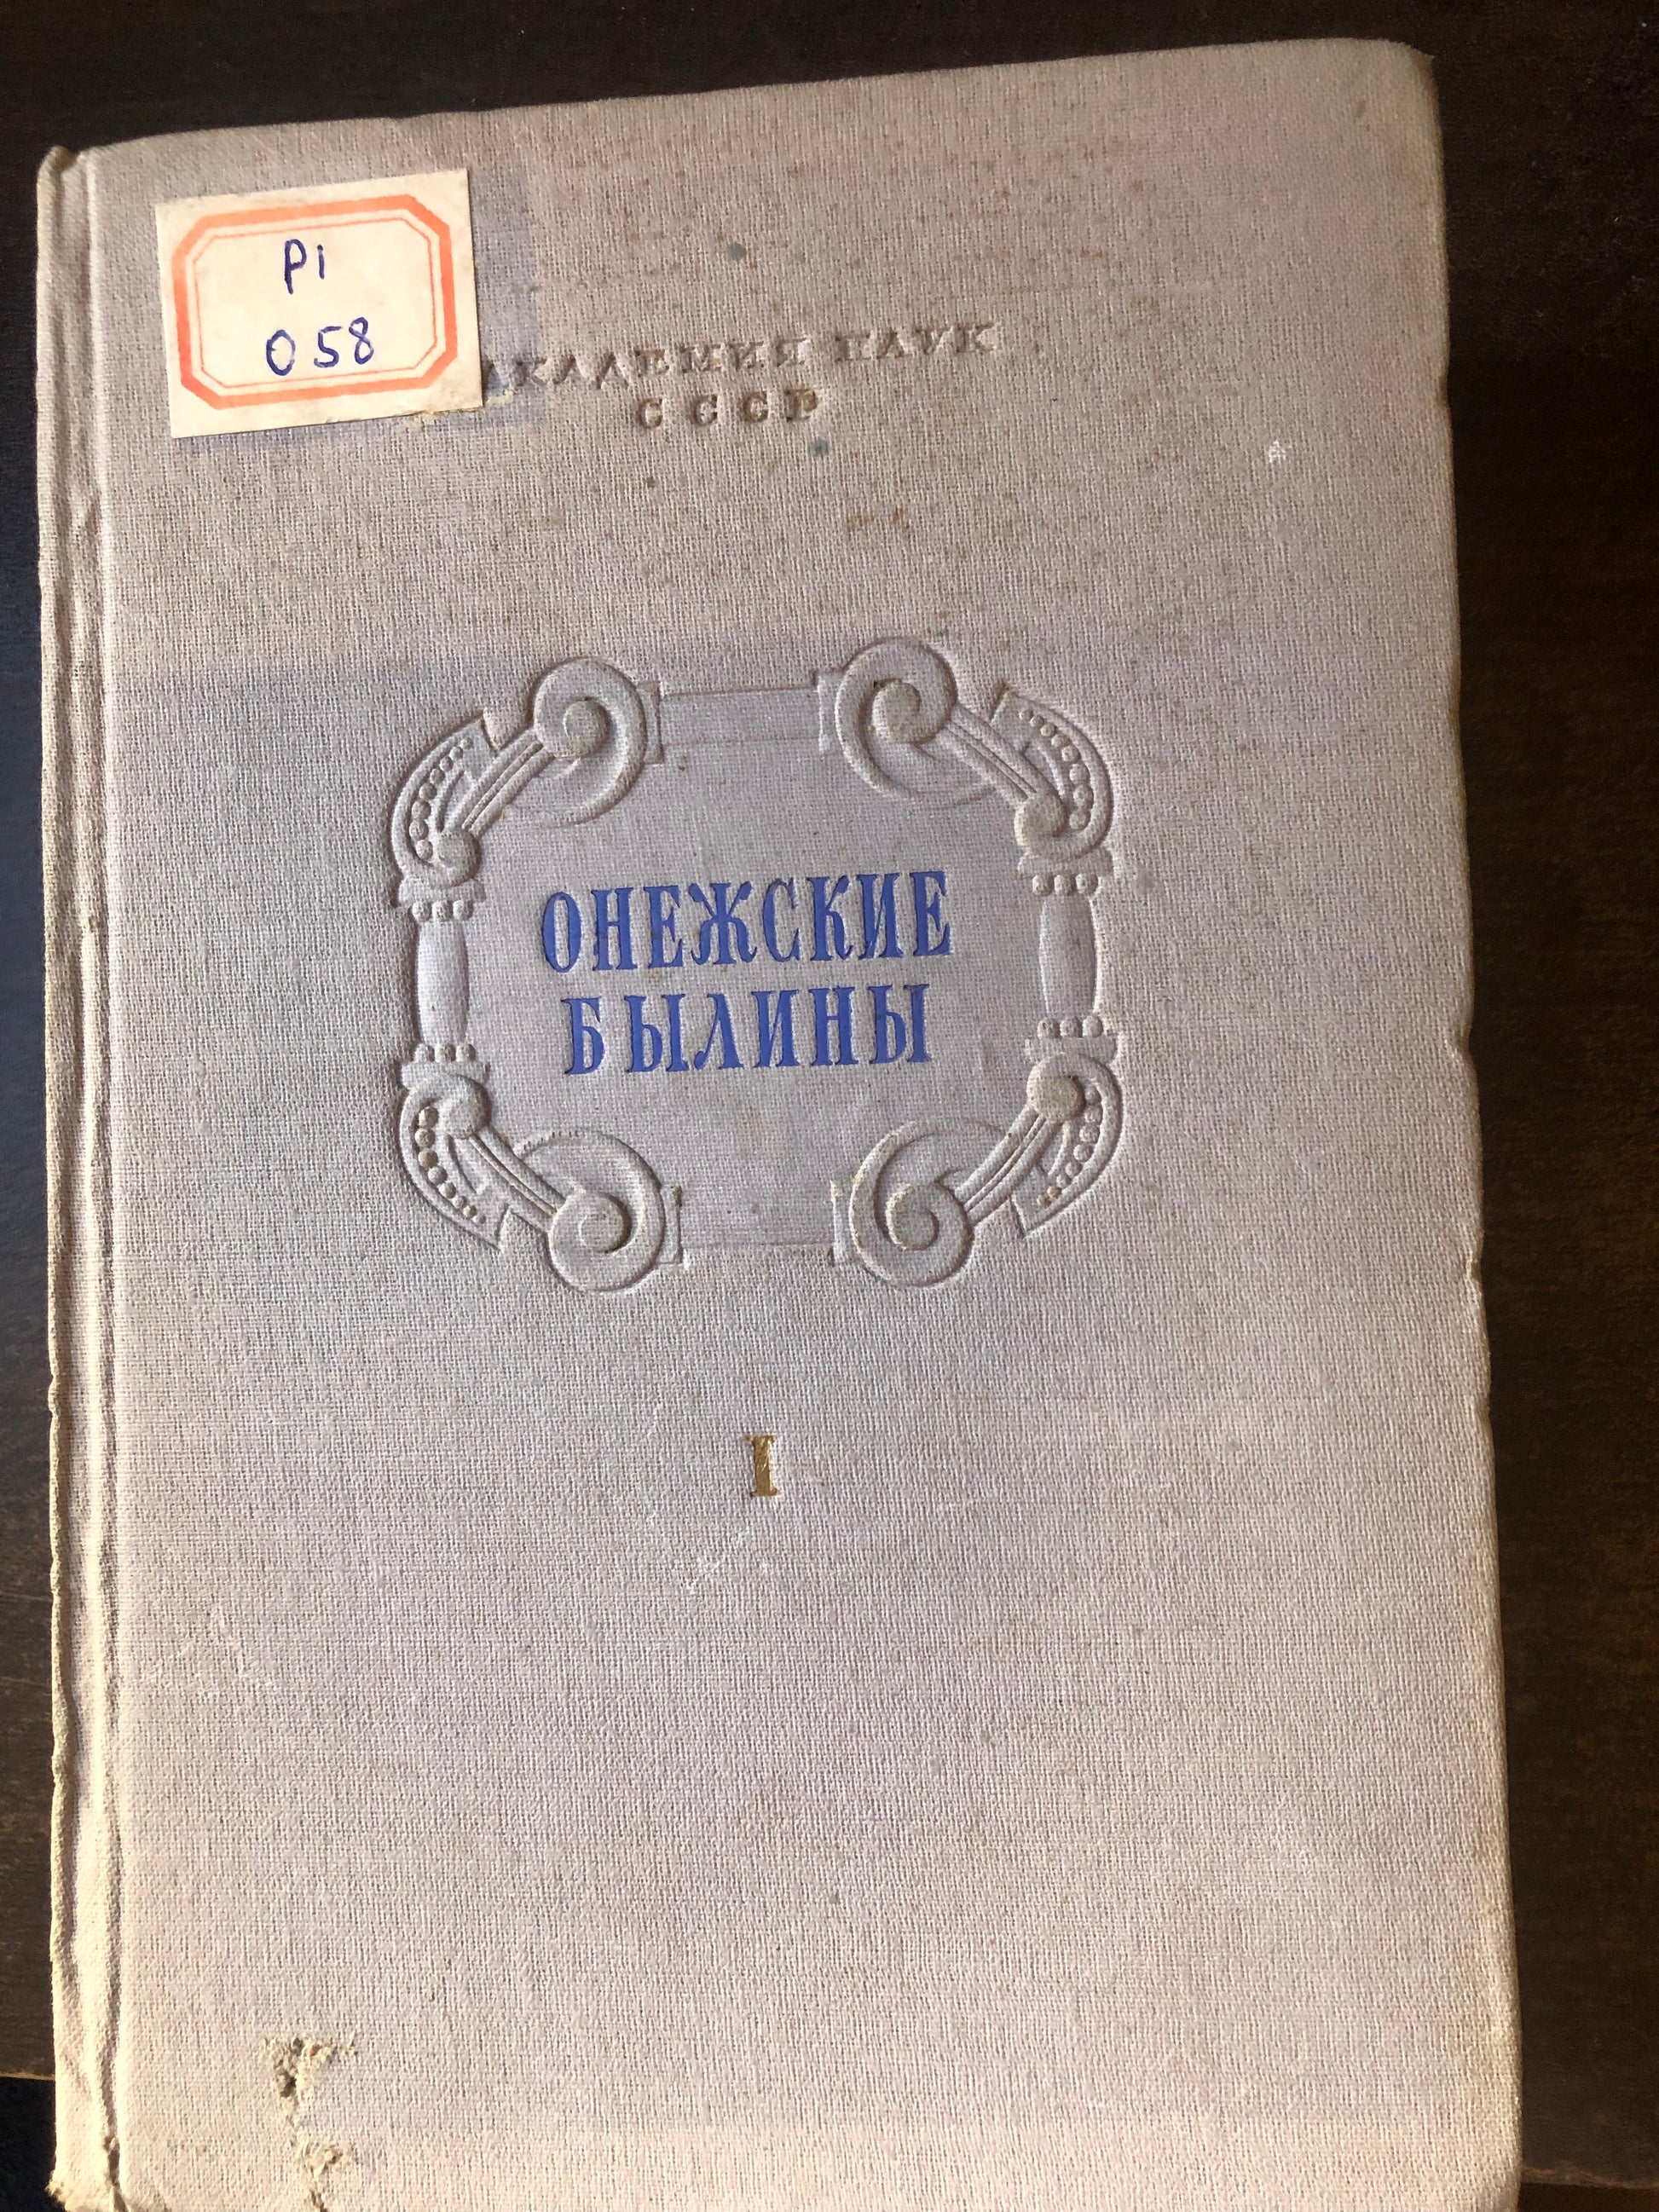 P1
058
АКАДЕМИЯ НАУК
СССР
ОНЕЖСКИЕ
БЫЛИНЫ
I